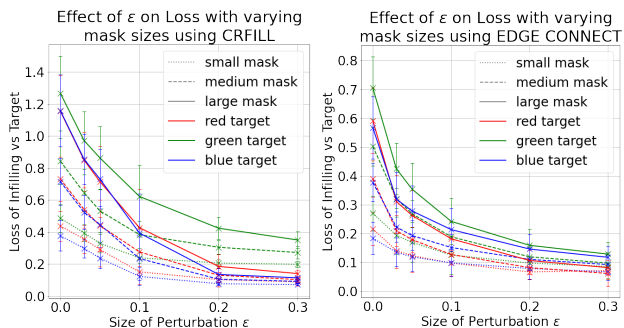 Effect of ε on Loss with varying
mask sizes using CRFILL
Loss of Infilling vs Target
1.4
1.2
1.0
0.8
0.6
0.4
0.2
0.0
small mask
medium mask
large mask
red target
green target
blue target
0.0
0.1
0.2
0.3
Size of Perturbation ε
Effect of ε on Loss with varying
mask sizes using EDGE CONNECT
Loss of Infilling vs Target
0.8
0.7
0.6
0.5
0.4
0.3
0.2
0.1
0.0
small mask
medium mask
large mask
red target
green target
blue target
0.0
0.1
0.2
0.3
Size of Perturbation ε